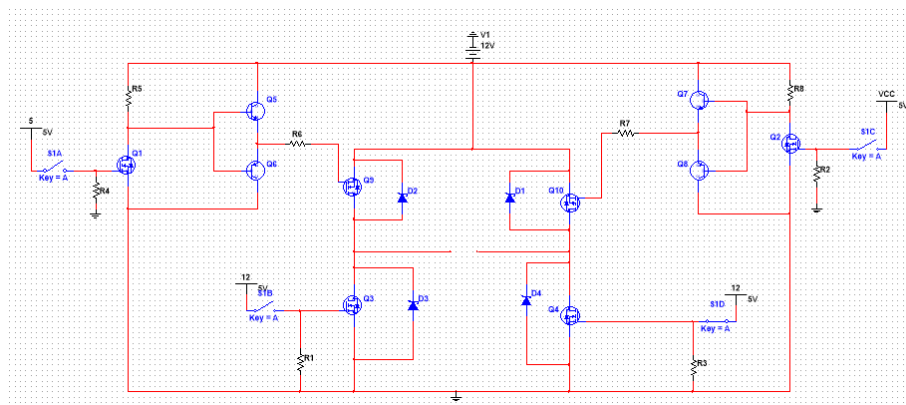 V1
12V
R5
Q5
Q7
R8
5
5V
VCC
5V
R6
R7
S1A
Q1
Q2
S1C
Key = A
R4
Q6
Q8
R2
Key = A
Q9
D2
D1
Q10
12
5V
S1B
Key = A
Q3
D3
D4
Q4
12
5V
S1D
Key = A
R1
R3